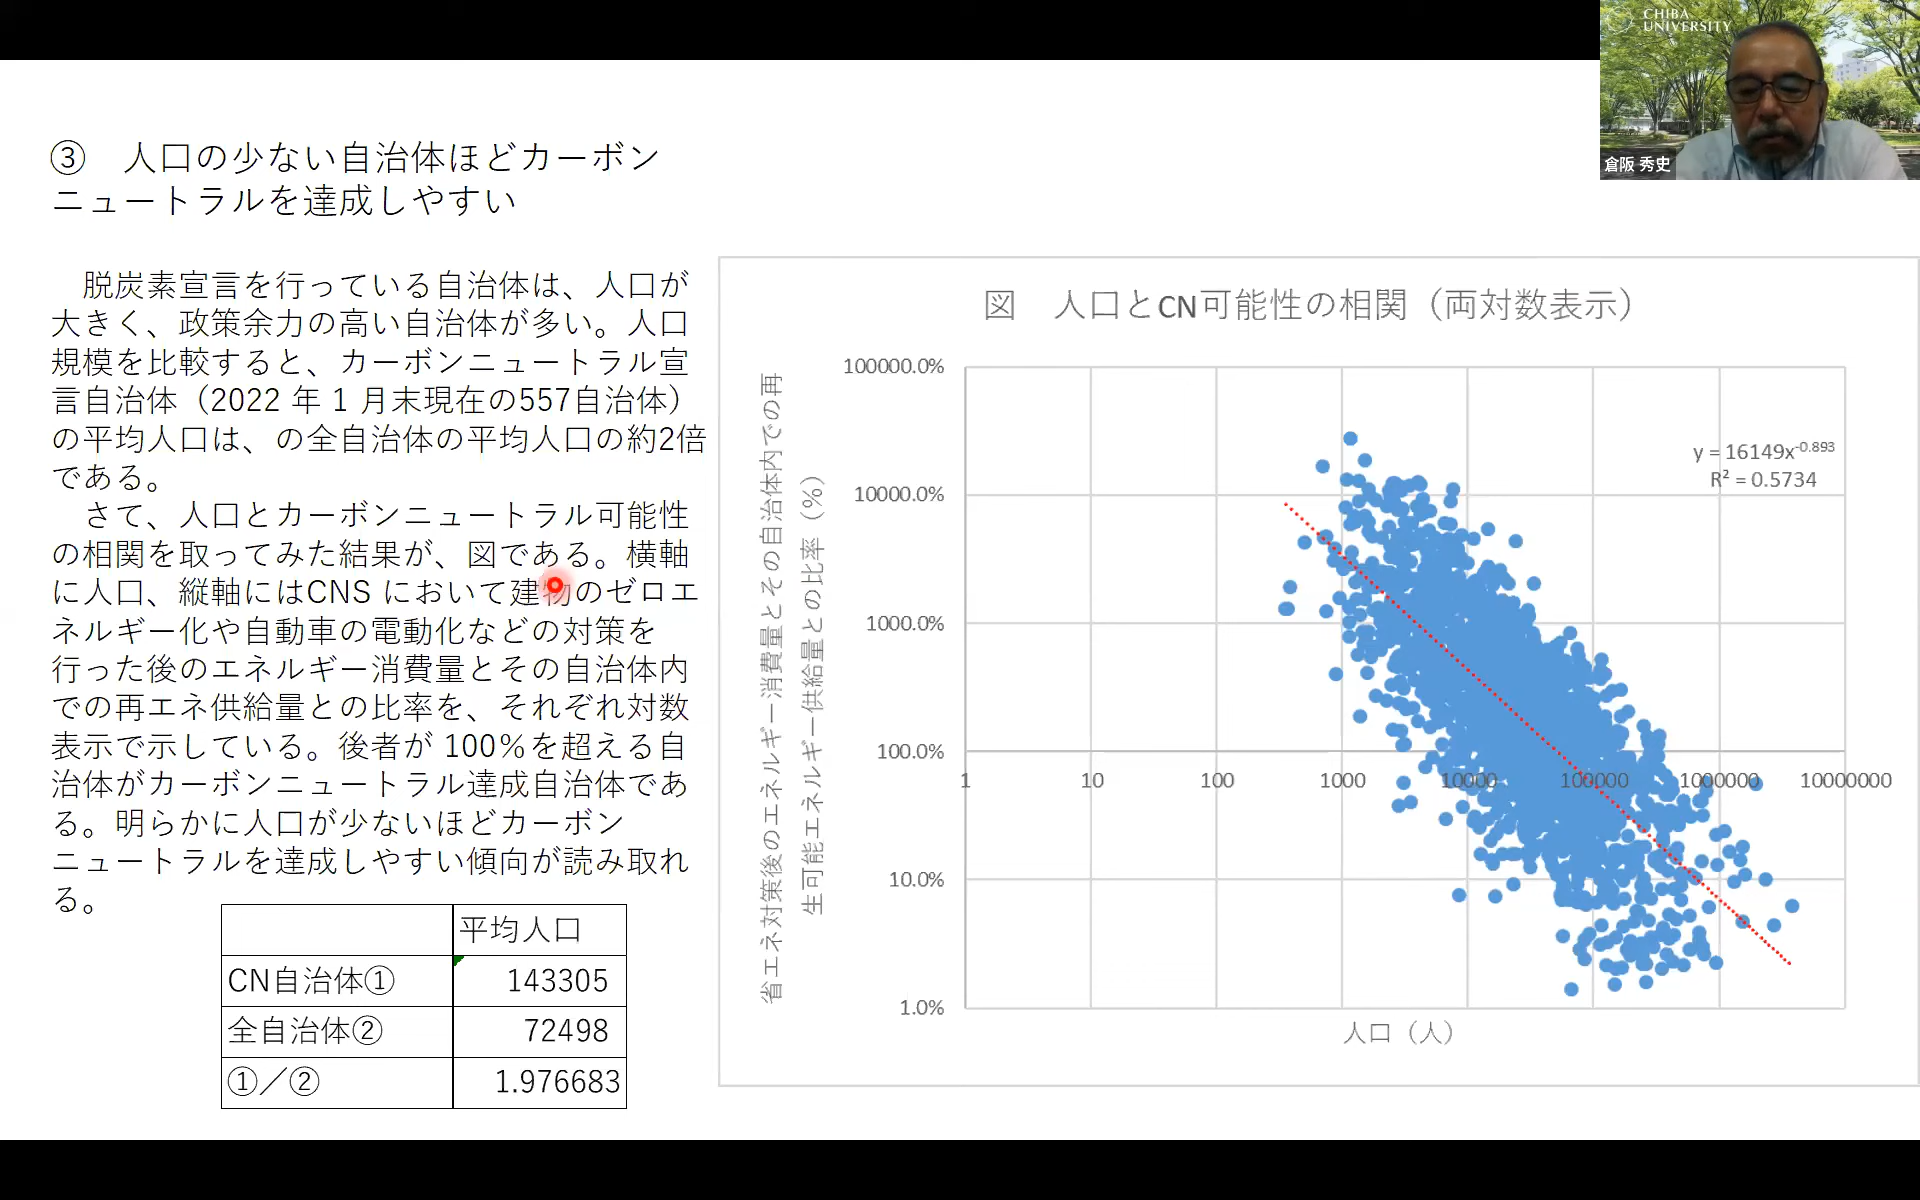 CHIBA
UNIVERSITY
倉阪 秀史
③　人口の少ない自治体ほどカーボン
ニュートラルを達成しやすい
脱炭素宣言を行っている自治体は、人口が
大きく、政策余力の高い自治体が多い。人口
規模を比較すると、カーボンニュートラル宣
言自治体（2022 年 1 月末現在の557自治体）
の平均人口は、の全自治体の平均人口の約2倍
である。
さて、人口とカーボンニュートラル可能性
の相関を取ってみた結果が、図である。横軸
に人口、縦軸にはCNS において建物のゼロエ
ネルギー化や自動車の電動化などの対策を
行った後のエネルギー消費量とその自治体内
での再エネ供給量との比率を、それぞれ対数
表示で示している。後者が 100％を超える自
治体がカーボンニュートラル達成自治体であ
る。明らかに人口が少ないほどカーボン
ニュートラルを達成しやすい傾向が読み取れ
る。
平均人口
CN自治体① 143305
全自治体② 72498
①／② 1.976683
図　人口とCN可能性の相関（両対数表示）
省エネ対策後のエネルギー消費量とその自治体内での再
生可能エネルギー供給量との比率（%）
100000.0%
10000.0%
1000.0%
100.0%
10.0%
1.0%
y = 16149x^-0.893
R² = 0.5734
1 10 100 1000 10000 100000 1000000 10000000
人口（人）